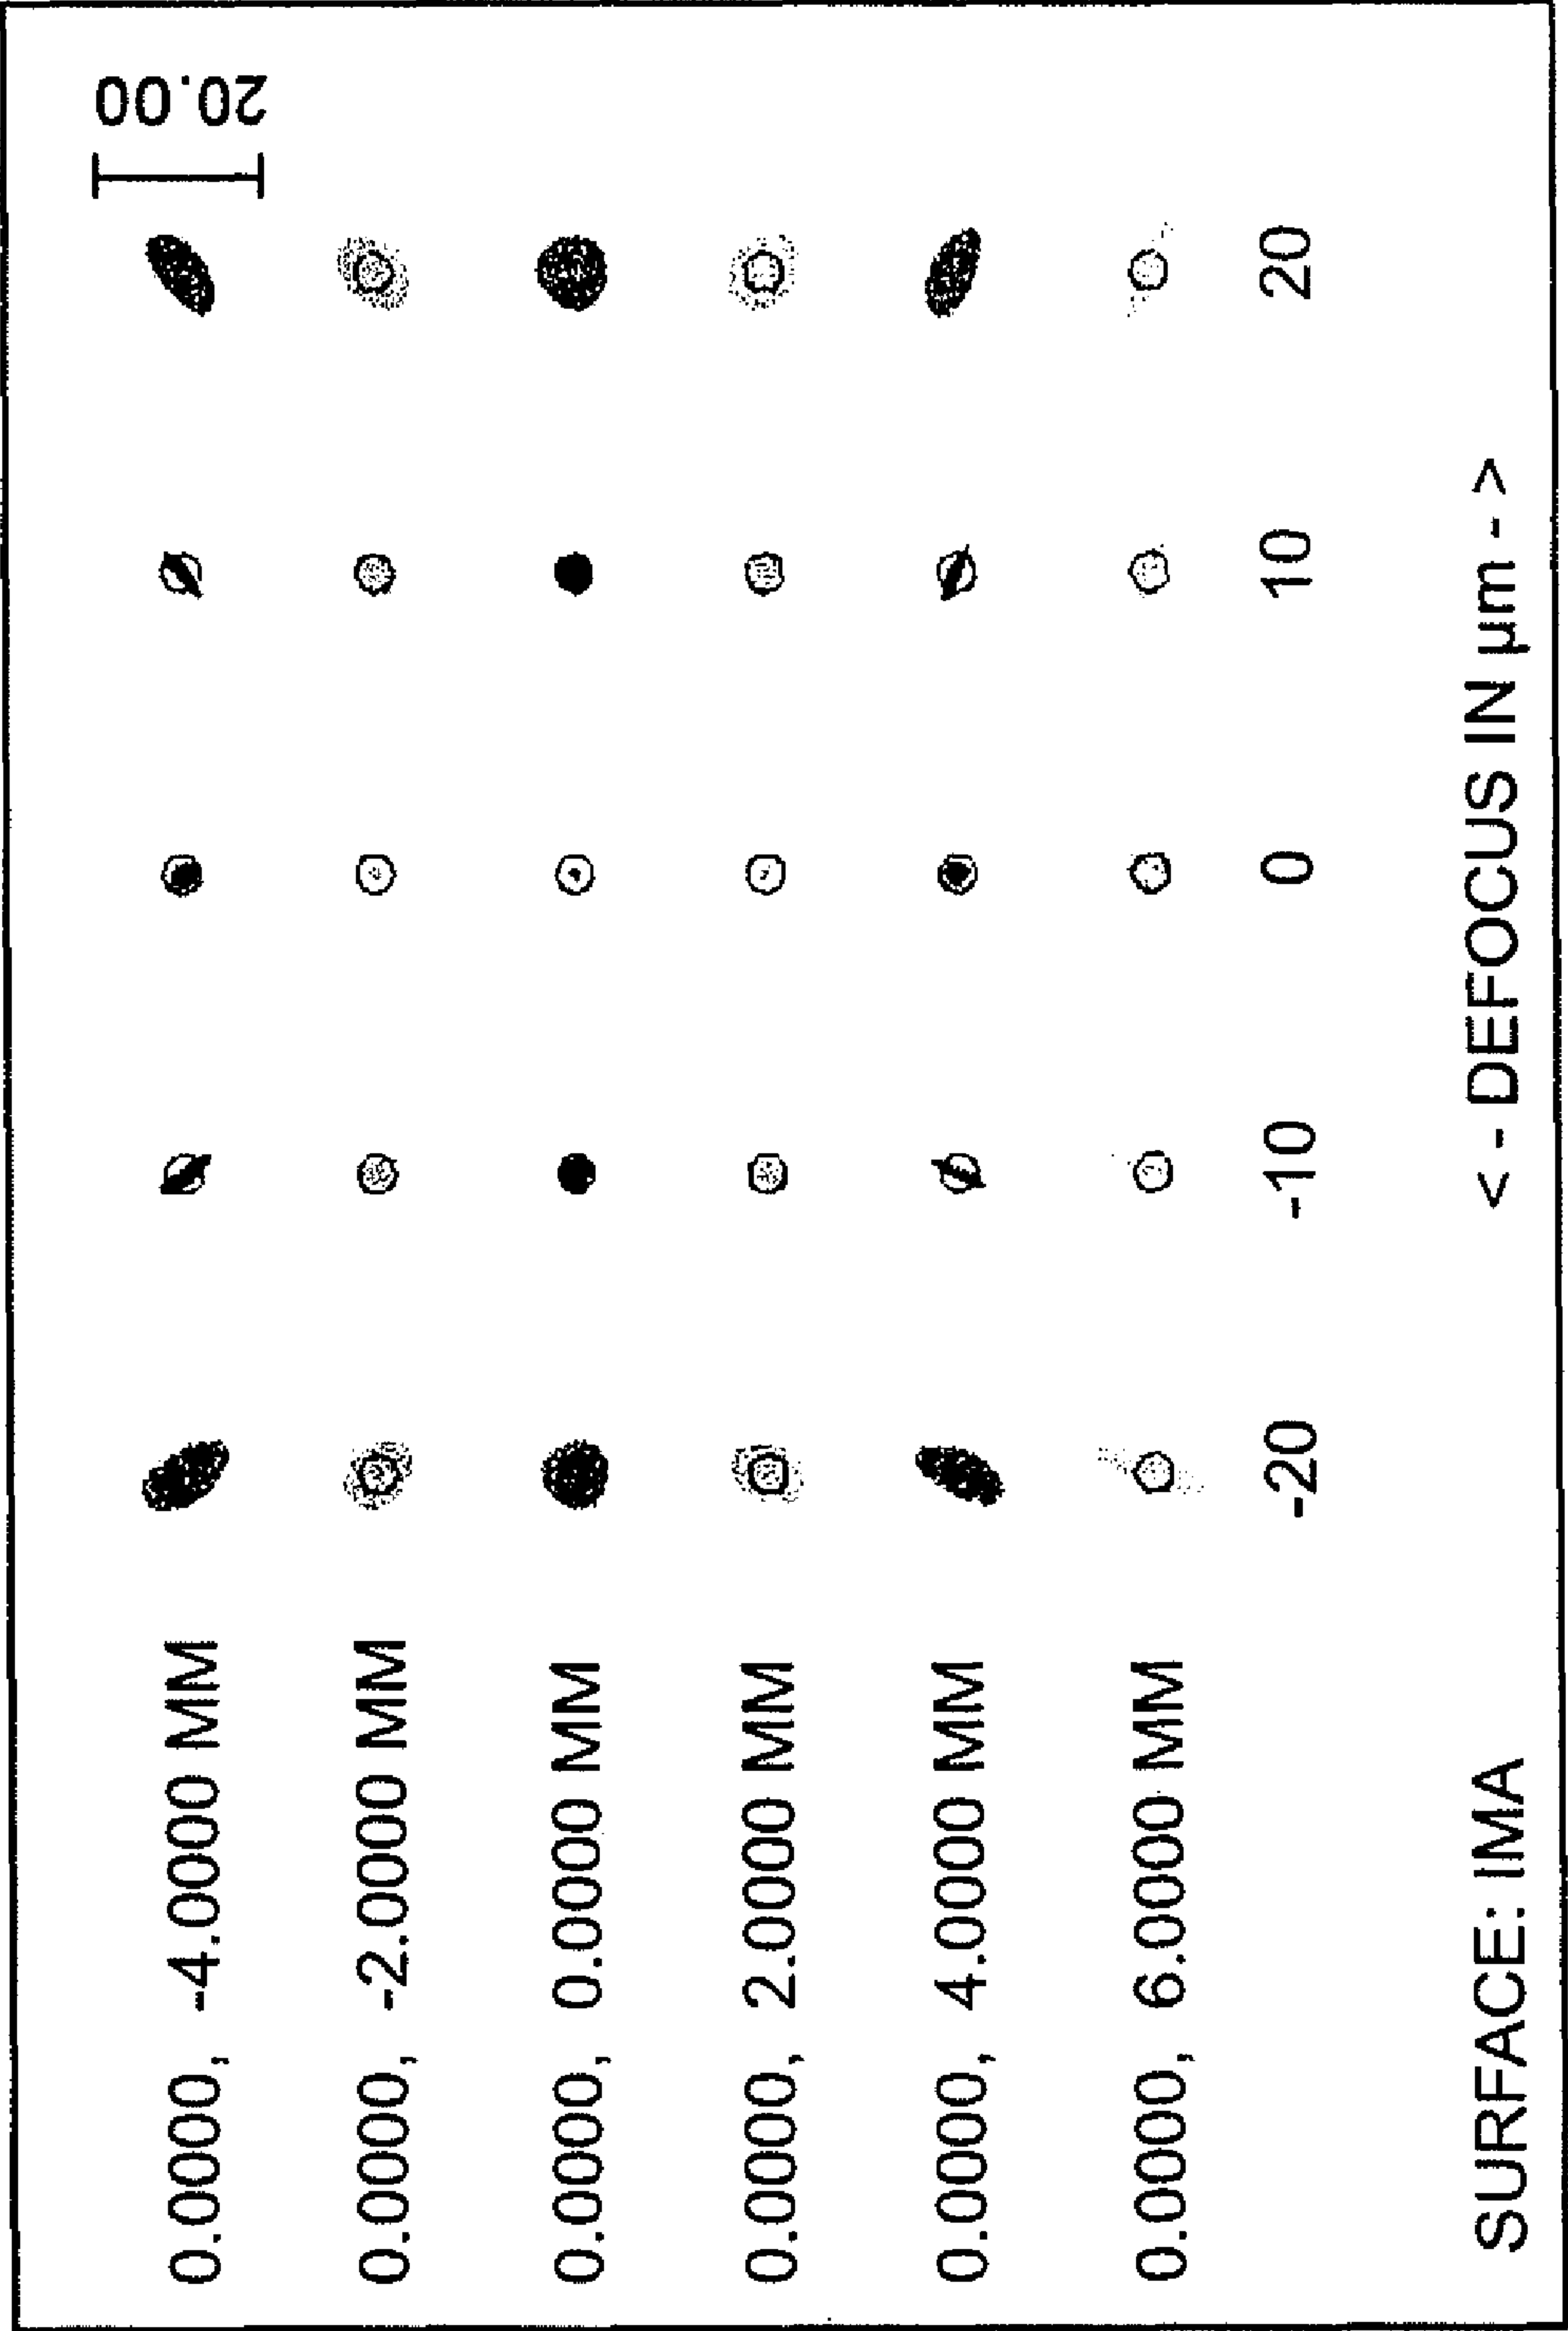 20.00
0.0000, -4.0000 MM
0.0000, -2.0000 MM
0.0000, 0.0000 MM
0.0000, 2.0000 MM
0.0000, 4.0000 MM
0.0000, 6.0000 MM
-20 -10 0 10 20
SURFACE: IMA < - DEFOCUS IN µm - >